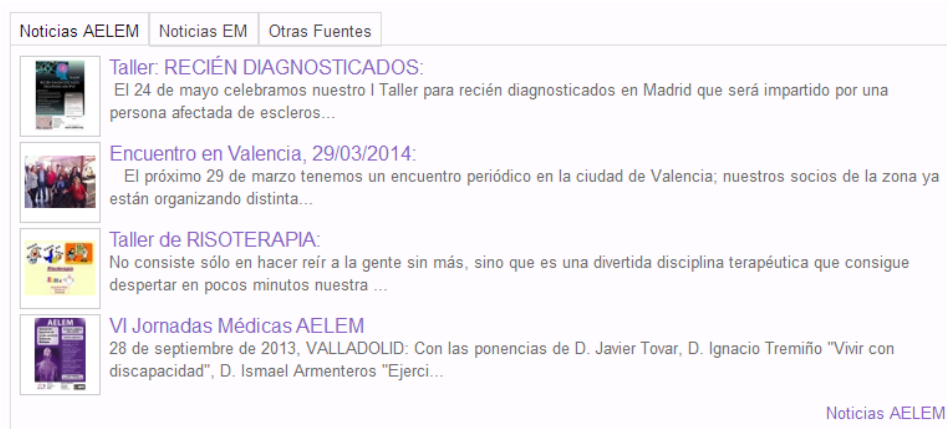 Noticias AELEM
Noticias EM
Otras Fuentes
Taller: RECIÉN DIAGNOSTICADOS:
El 24 de mayo celebramos nuestro I Taller para recién diagnosticados en Madrid que será impartido por una
persona afectada de escleros...
Encuentro en Valencia, 29/03/2014:
El próximo 29 de marzo tenemos un encuentro periódico en la ciudad de Valencia; nuestros socios de la zona ya
están organizando distinta...
Taller de RISOTERAPIA:
No consiste sólo en hacer reír a la gente sin más, sino que es una divertida disciplina terapéutica que consigue
despertar en pocos minutos nuestra ...
AELEM
VI Jornadas Médicas AELEM
28 de septiembre de 2013, VALLADOLID: Con las ponencias de D. Javier Tovar, D. Ignacio Tremiño "Vivir con
discapacidad", D. Ismael Armenteros "Ejerci...
Noticias AELEM